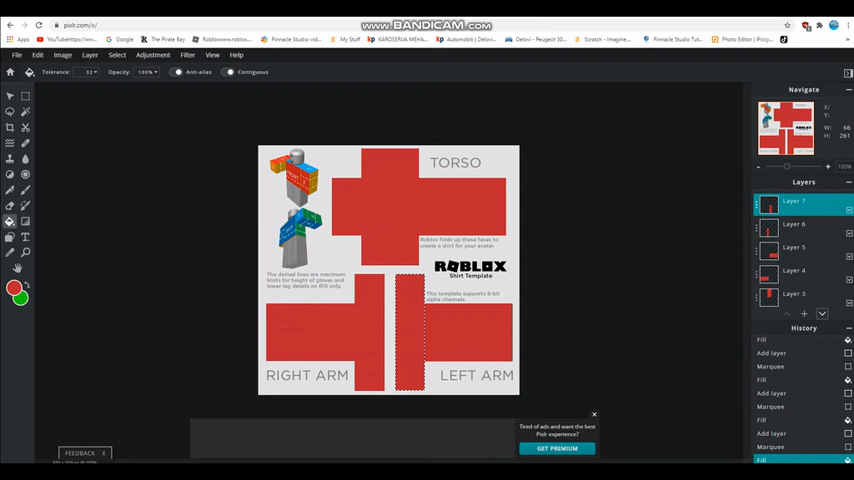 WWW.BANDICAM.COM
pixlr.com/e/
Apps
YouTube
Google
The Pirate Bay
Pinnacle Studio: vid...
My Stuff
KAROSERIJA MEHA...
Automobili | Delovi...
Delovi - Peugeot 30...
Scratch - Imagine,...
Pinnacle Studio Tut...
File Edit Image Layer Select Adjustment Filter View Help
Tolerance: 32 Opacity: 100% Anti-alias Contiguous
Navigate
X:
Y:
W: 66
H: 261
100%
Layers
Layer 7
Layer 6
Layer 5
Layer 4
Layer 3
History
Fill
Add layer
Marquee
Fill
Add layer
Marquee
Fill
Add layer
Marquee
Fill
TORSO
Roblox folds up these faces to
create a shirt for your avatar
ROBLOX
Shirt Template
The dotted lines are maximum
limits for height of gloves and
lower leg details on R15 only.
This template supports 8-bit
alpha channels.
RIGHT ARM
LEFT ARM
Tired of ads and want the best
Pixlr experience?
GET PREMIUM
FEEDBACK X